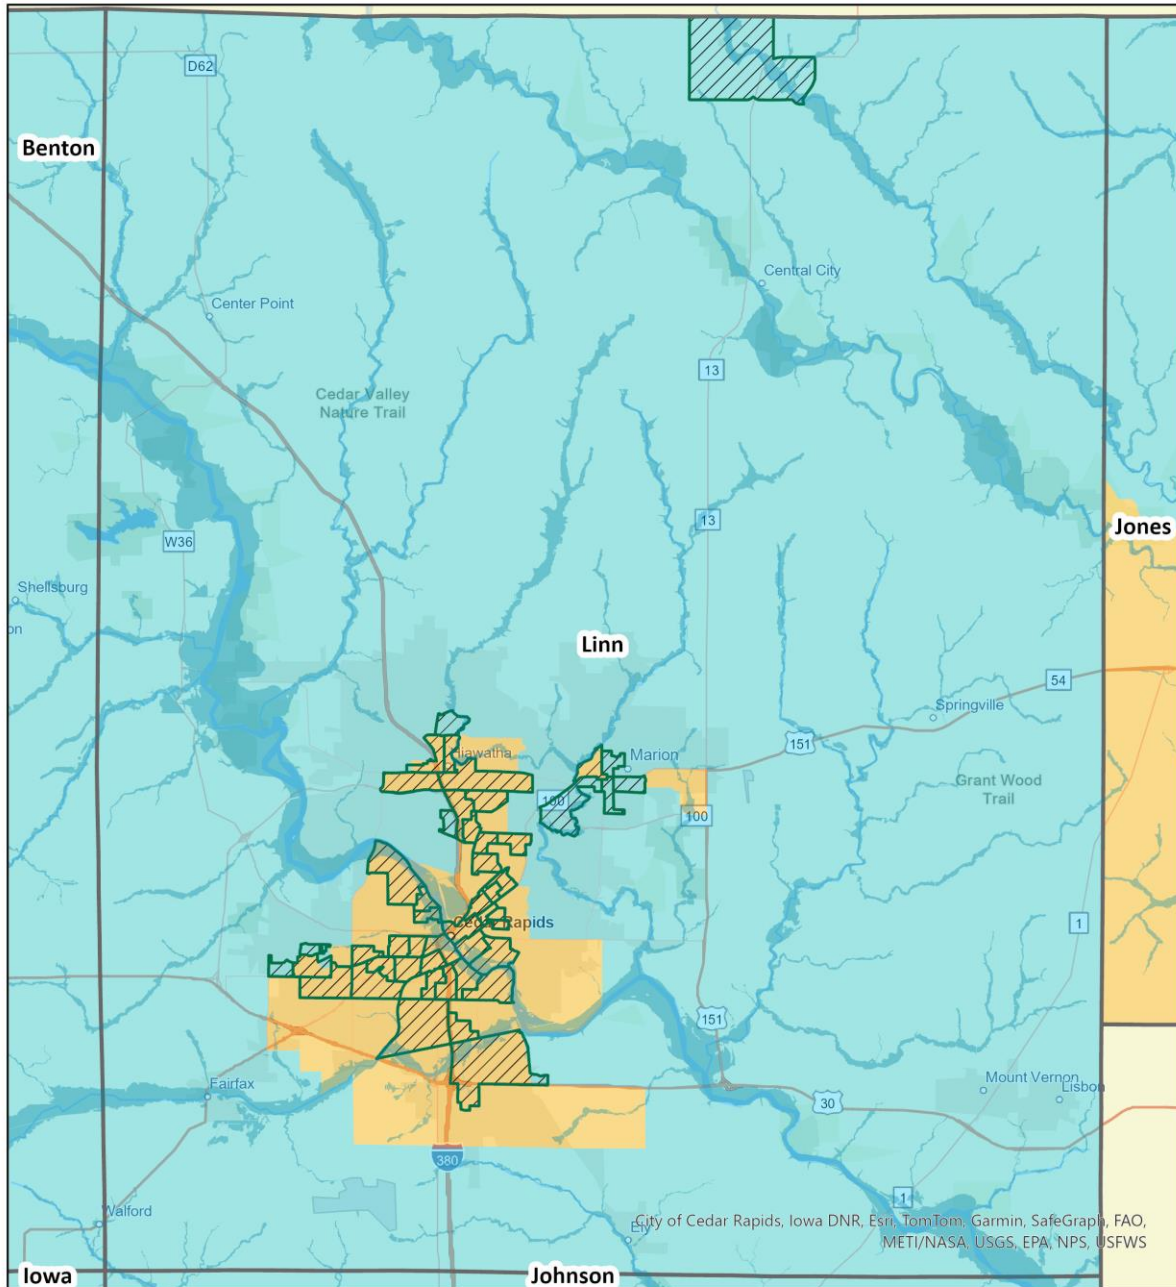 D62
Benton
Central City
Center Point
13
Cedar Valley
Nature Trail
13
Jones
W36
Shellsburg
on
Linn
54
Springville
151
Hiawatha
Marion
Grant Wood
Trail
100
100
Cedar Rapids
1
151
Fairfax
Mount Vernon
Lisbon
30
380
1
Walford
Ely
City of Cedar Rapids, Iowa DNR, Esri, TomTom, Garmin, SafeGraph, FAO,
METI/NASA, USGS, EPA, NPS, USFWS
Iowa
Johnson